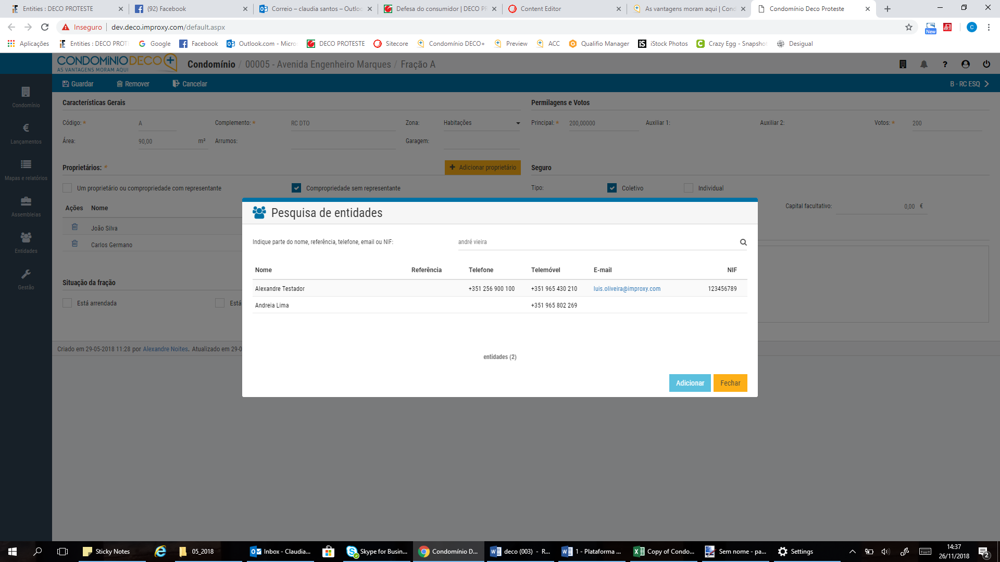 Entities : DECO PROTESTE
(92) Facebook
Correio – claudia santos – Outloo
Defesa do consumidor | DECO PR
Content Editor
As vantagens moram aqui | Cond
Condomínio Deco Proteste
Inseguro dev.deco.improxy.com/default.aspx
New
C
Aplicações Entities : DECO PROT Google Facebook Outlook.com - Micros DECO PROTESTE Sitecore Condomínio DECO+ Preview ACC Qualifio Manager iStock Photos Crazy Egg - Snapshot Desigual
CONDOMÍNIODECO+
AS VANTAGENS MORAM AQUI
Condomínio / 00005 - Avenida Engenheiro Marques / Fração A
Guardar Remover Cancelar B - RC ESQ
Condomínio
Lançamentos
Mapas e relatórios
Assembleias
Entidades
Gestão
Características Gerais
Código: * A Complemento: * RC DTO Zona: Habitações
Área: 90,00 m² Arrumos: Garagem:
Permilagens e Votos
Principal: * 200,00000 Auxiliar 1: Auxiliar 2: Votos: * 200
Proprietários: * + Adicionar proprietário
Um proprietário ou compropriedade com representante Compropriedade sem representante
Ações Nome
João Silva
Carlos Germano
Seguro
Tipo: Coletivo Individual
Capital facultativo: 0,00 €
Situação da fração
Está arrendada Está
Criado em 29-05-2018 11:28 por Alexandre Noites. Atualizado em 29-0
Pesquisa de entidades
Indique parte do nome, referência, telefone, email ou NIF: andré vieira
Nome Referência Telefone Telemóvel E-mail NIF
Alexandre Testador +351 256 900 100 +351 965 430 210 luis.oliveira@improxy.com 123456789
Andreia Lima +351 965 802 269
entidades (2)
Adicionar Fechar
Sticky Notes 05_2018 Inbox - Claudia... Skype for Busin... Condomínio D... deco (003) - R... 1 - Plataforma ... Copy of Condo... Sem nome - pa... Settings
14:37
26/11/2018
2